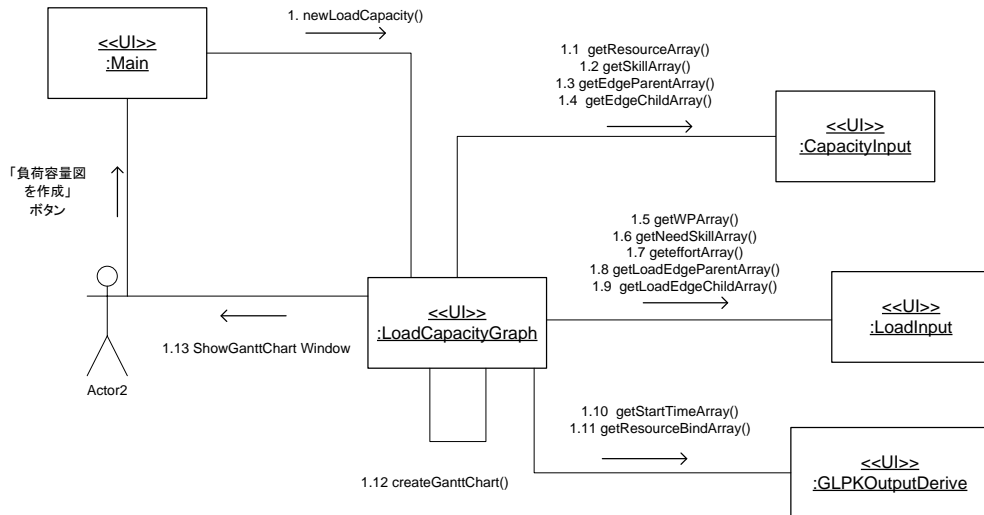 1. newLoadCapacity()
<<UI>>
:Main
1.1 getResourceArray()
1.2 getSkillArray()
1.3 getEdgeParentArray()
1.4 getEdgeChildArray()
<<UI>>
:CapacityInput
「負荷容量図
を作成」
ボタン
1.5 getWPArray()
1.6 getNeedSkillArray()
1.7 geteffortArray()
1.8 getLoadEdgeParentArray()
1.9 getLoadEdgeChildArray()
<<UI>>
:LoadCapacityGraph
<<UI>>
:LoadInput
1.13 ShowGanttChart Window
Actor2
1.10 getStartTimeArray()
1.11 getResourceBindArray()
<<UI>>
:GLPKOutputDerive
1.12 createGanttChart()